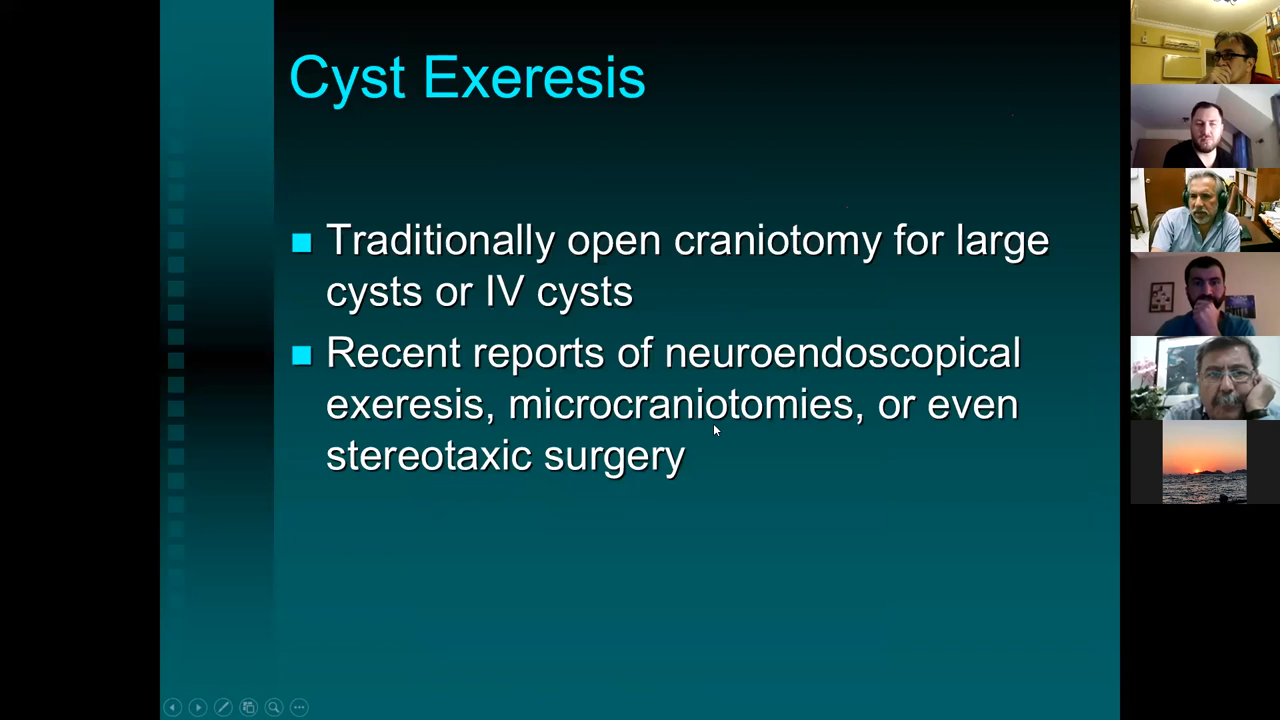 Cyst Exeresis
Traditionally open craniotomy for large
cysts or IV cysts
Recent reports of neuroendoscopical
exeresis, microcraniotomies, or even
stereotaxic surgery